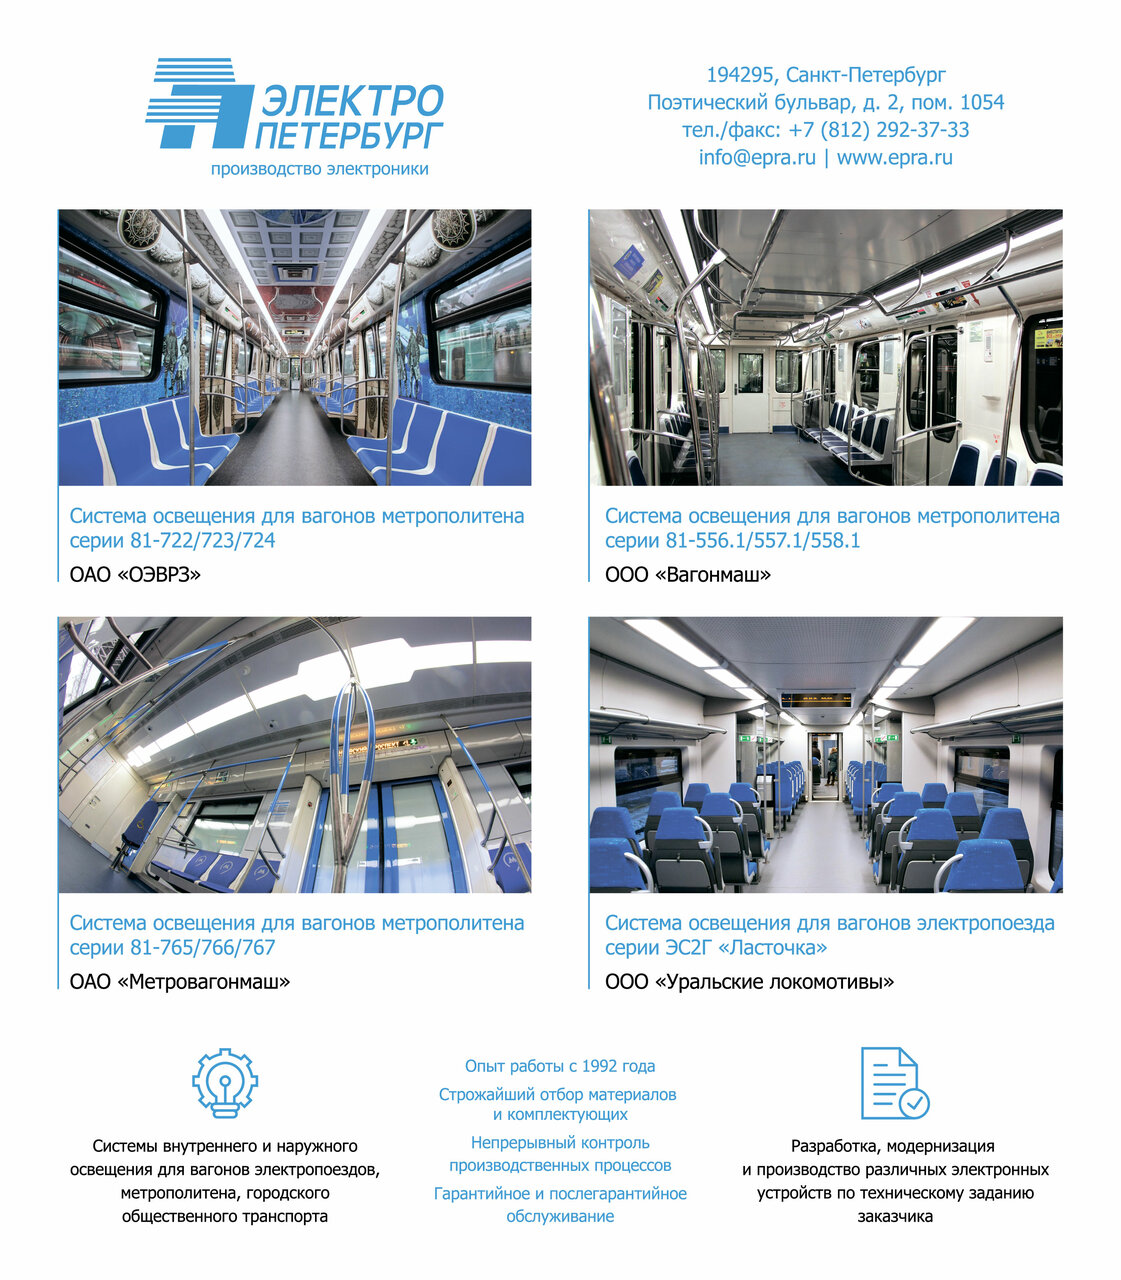 ЭЛЕКТРО
ПЕТЕРБУРГ
производство электроники
194295, Санкт-Петербург
Поэтический бульвар, д. 2, пом. 1054
тел./факс: +7 (812) 292-37-33
info@epra.ru | www.epra.ru
Система освещения для вагонов метрополитена
серии 81-722/723/724
ОАО «ОЭВРЗ»
Система освещения для вагонов метрополитена
серии 81-556.1/557.1/558.1
ООО «Вагонмаш»
Система освещения для вагонов метрополитена
серии 81-765/766/767
ОАО «Метровагонмаш»
Система освещения для вагонов электропоезда
серии ЭС2Г «Ласточка»
ООО «Уральские локомотивы»
Системы внутреннего и наружного
освещения для вагонов электропоездов,
метрополитена, городского
общественного транспорта
Опыт работы с 1992 года
Строжайший отбор материалов
и комплектующих
Непрерывный контроль
производственных процессов
Гарантийное и послегарантийное
обслуживание
Разработка, модернизация
и производство различных электронных
устройств по техническому заданию
заказчика